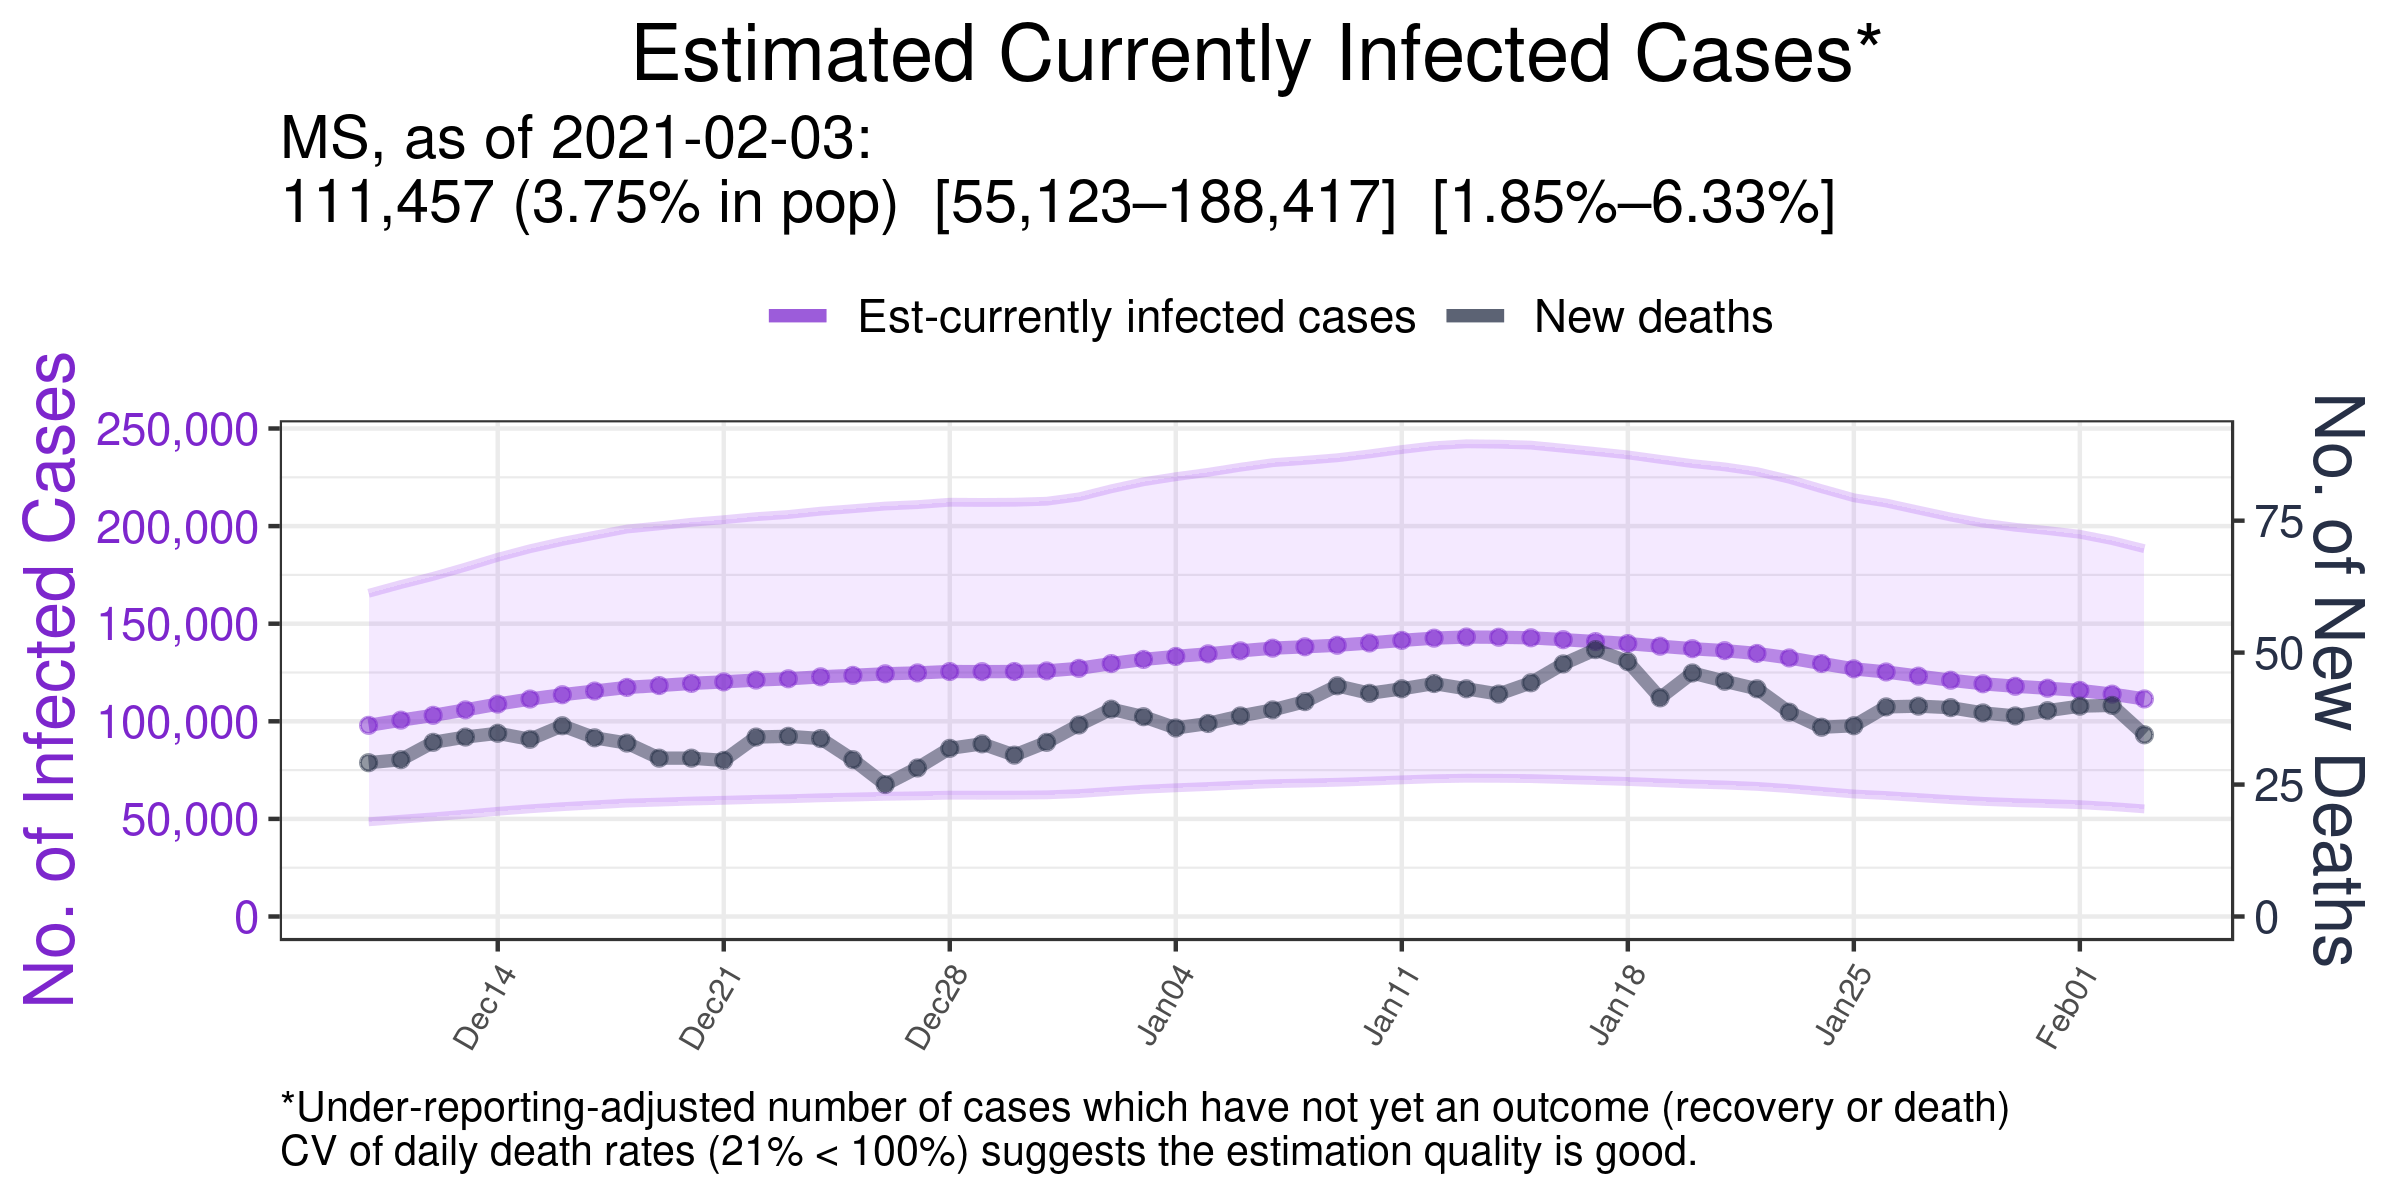 Estimated Currently Infected Cases*
MS, as of 2021-02-03:
111,457 (3.75% in pop)  [55,123–188,417]  [1.85%–6.33%]
Est-currently infected cases
New deaths
No. of Infected Cases
250,000
200,000
150,000
100,000
50,000
0
75
50
25
0
No. of New Deaths
Dec14
Dec21
Dec28
Jan04
Jan11
Jan18
Jan25
Feb01
*Under-reporting-adjusted number of cases which have not yet an outcome (recovery or death)
CV of daily death rates (21% < 100%) suggests the estimation quality is good.